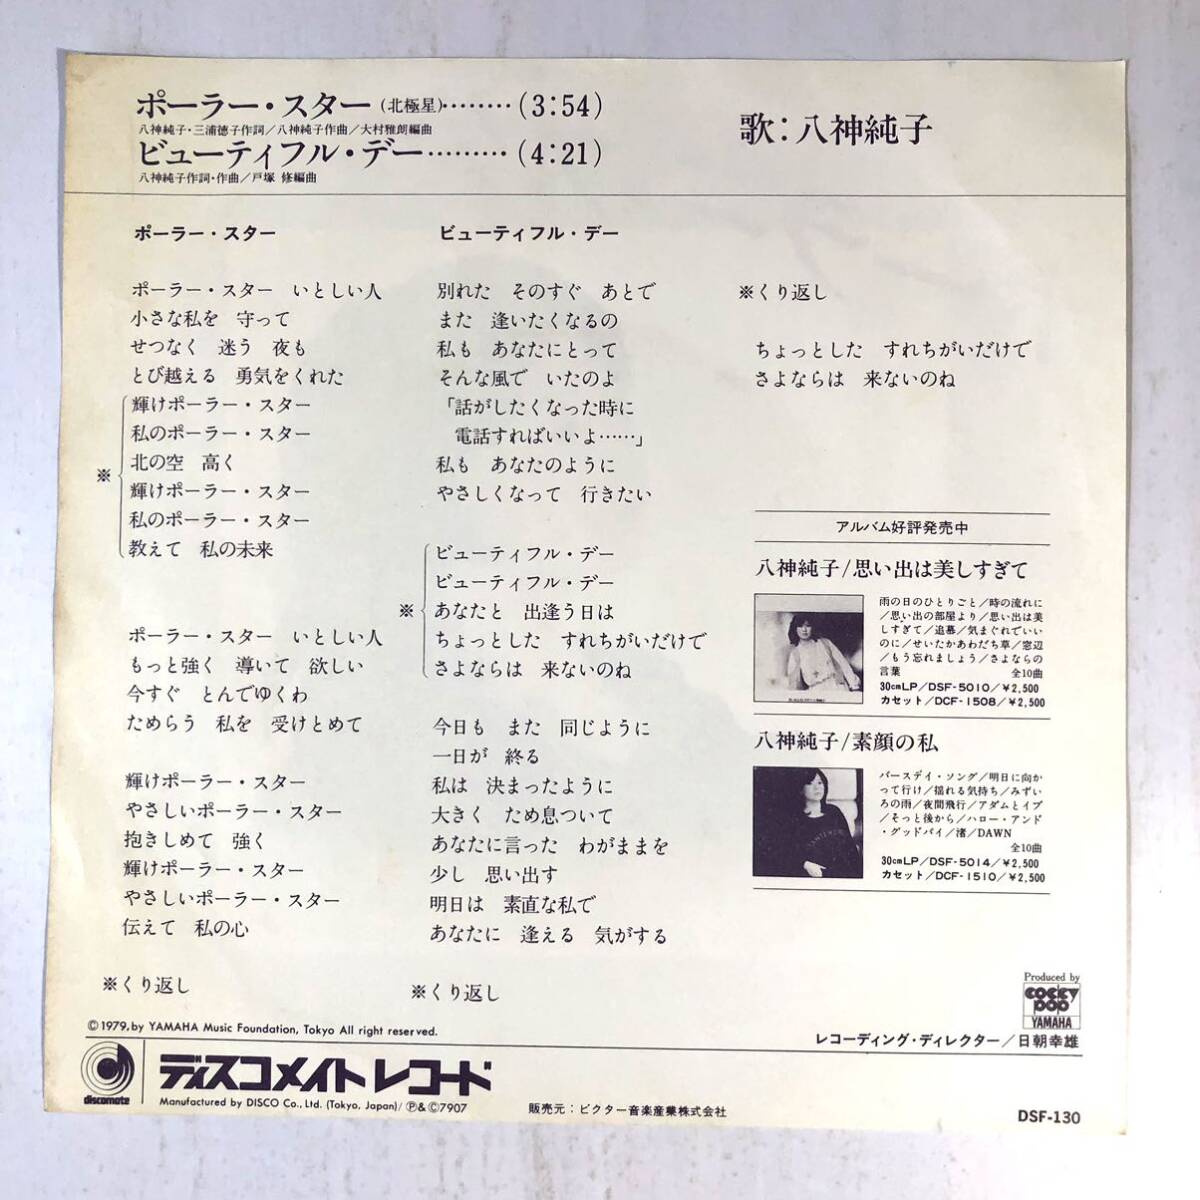 ポーラー・スター(北極星)‥‥‥‥(3:54)
八神純子・三浦徳子作詞/八神純子作曲/大村雅朗編曲
ビューティフル・デー‥‥‥‥‥(4:21)
八神純子作詞・作曲/戸塚 修編曲
歌:八神純子
ポーラー・スター
ポーラー・スター いとしい人
小さな私を 守って
せつなく 迷う 夜も
とび越える 勇気をくれた
※
輝けポーラー・スター
私のポーラー・スター
北の空 高く
輝けポーラー・スター
私のポーラー・スター
教えて 私の未来
ポーラー・スター いとしい人
もっと強く 導いて 欲しい
今すぐ とんでゆくわ
ためらう 私を 受けとめて
輝けポーラー・スター
やさしいポーラー・スター
抱きしめて 強く
輝けポーラー・スター
やさしいポーラー・スター
伝えて 私の心
※くり返し
ビューティフル・デー
別れた そのすぐ あとで
また 逢いたくなるの
私も あなたにとって
そんな風で いたのよ
「話がしたくなった時に
電話すればいいよ……」
私も あなたのように
やさしくなって 行きたい
※
ビューティフル・デー
ビューティフル・デー
あなたと 出逢う日は
ちょっとした すれちがいだけで
さよならは 来ないのね
今日も また 同じように
一日が 終る
私は 決まったように
大きく ため息ついて
あなたに言った わがままを
少し 思い出す
明日は 素直な私で
あなたに 逢える 気がする
※くり返し
※くり返し
ちょっとした すれちがいだけで
さよならは 来ないのね
アルバム好評発売中
八神純子/思い出は美しすぎて
雨の日のひとりごと/時の流れに
/思い出の部屋より/思い出は美
しすぎて/追慕/気まぐれでいい
のに/せいたかあわだち草/窓辺
/もう忘れましょう/さよならの
言葉 全10曲
30cmLP/DSF-5010/¥2,500
カセット/DCF-1508/¥2,500
八神純子/素顔の私
バースデイ・ソング/明日に向か
って行け/揺れる気持ち/みずい
ろの雨/夜間飛行/アダムとイブ
/そっと後から/ハロー・アンド
・グッドバイ/渚/DAWN
全10曲
30cmLP/DSF-5014/¥2,500
カセット/DCF-1510/¥2,500
Produced by
COCKY
POP
YAMAHA
レコーディング・ディレクター/日朝幸雄
©1979, by YAMAHA Music Foundation, Tokyo All right reserved.
discomate
ディスコメイトレコード
Manufactured by DISCO Co., Ltd. (Tokyo, Japan)/℗&©7907
販売元:ビクター音楽産業株式会社
DSF-130